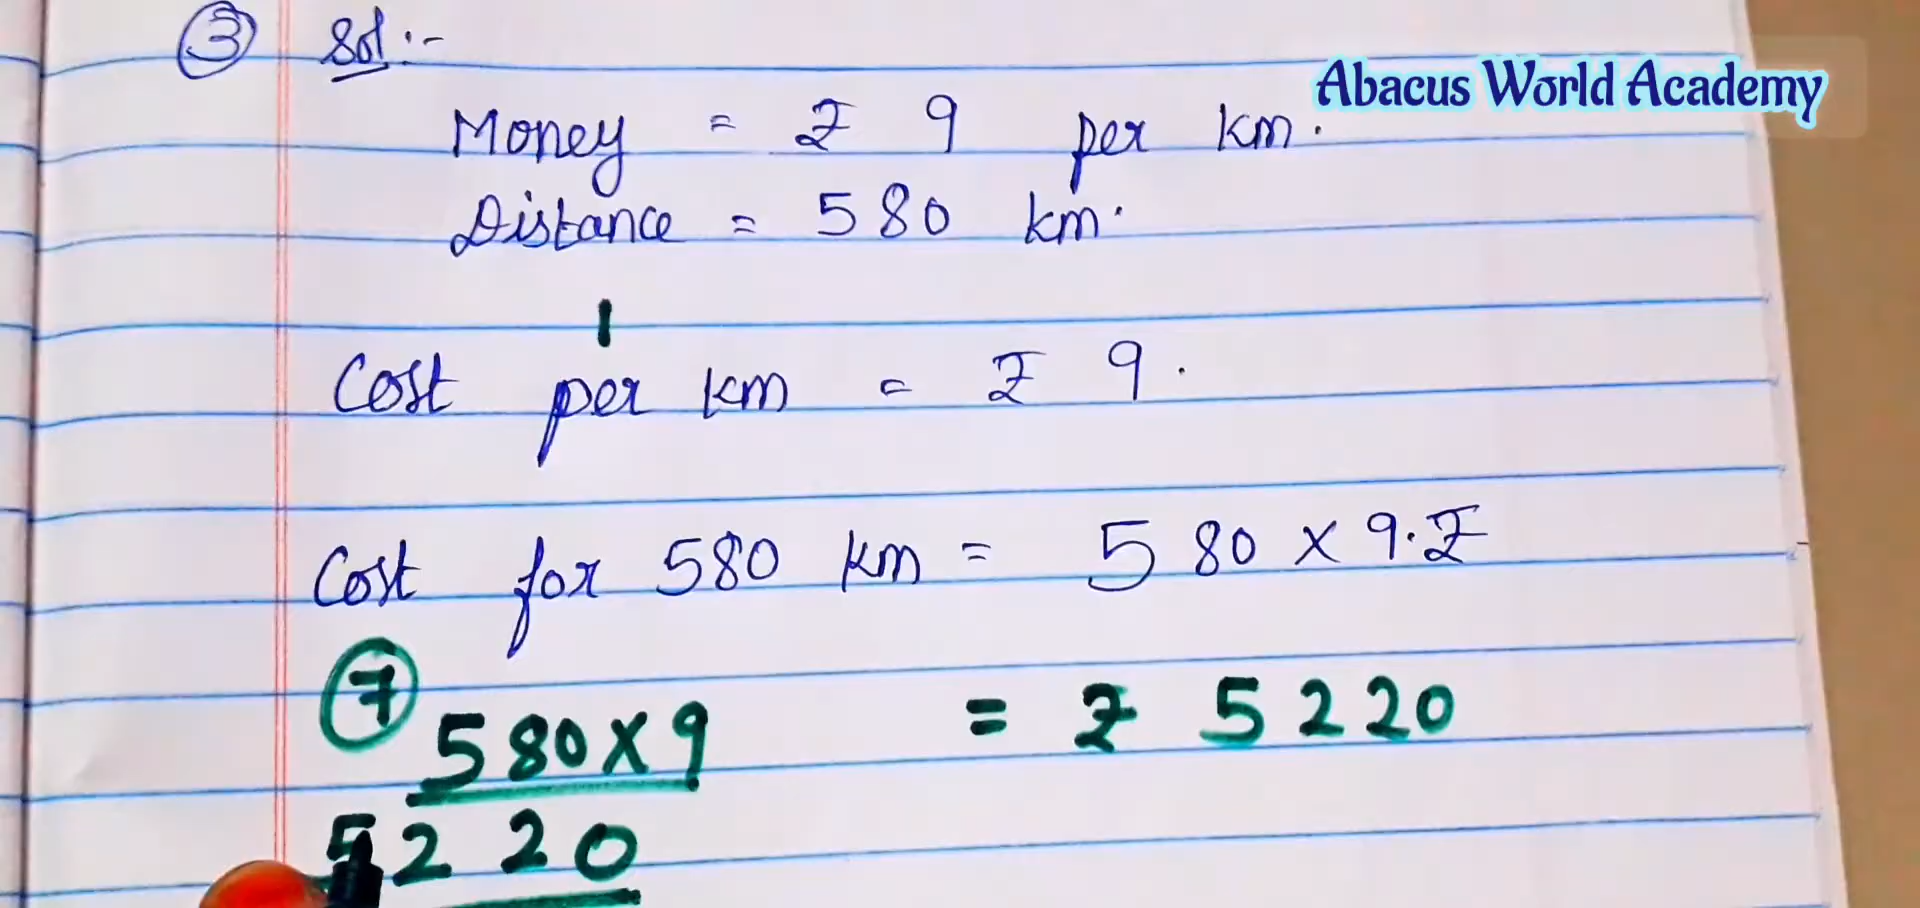 ③ Sol :-
Abacus World Academy
Money = ₹ 9 per km.
Distance = 580 km.
1
Cost per km = ₹ 9.
Cost for 580 km = 580 × 9.₹
⑦ 580×9 = ₹ 5220
5220